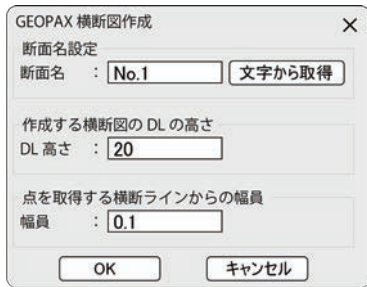 GEOPAX 横断図作成
断面名設定
断面名 : No.1 文字から取得
作成する横断図の DL の高さ
DL 高さ : 20
点を取得する横断ラインからの幅員
幅員 : 0.1
OK キャンセル